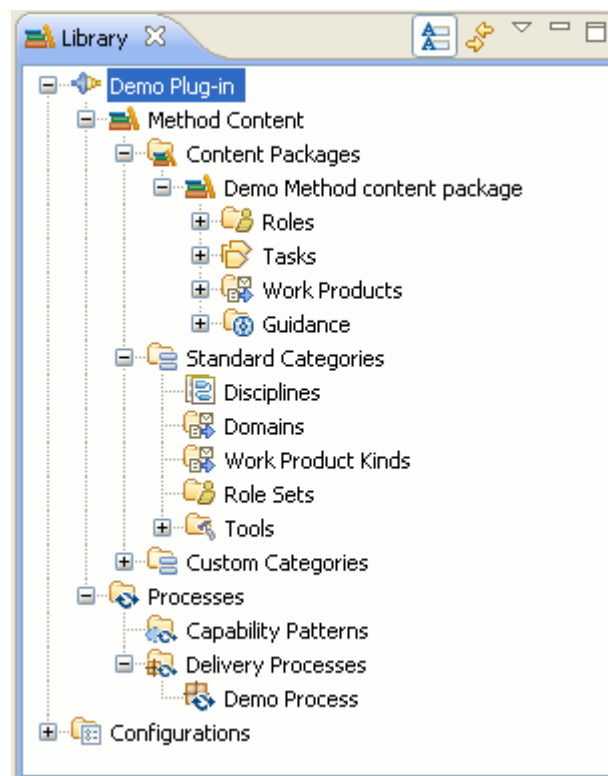 Library
Demo Plug-in
Method Content
Content Packages
Demo Method content package
Roles
Tasks
Work Products
Guidance
Standard Categories
Disciplines
Domains
Work Product Kinds
Role Sets
Tools
Custom Categories
Processes
Capability Patterns
Delivery Processes
Demo Process
Configurations